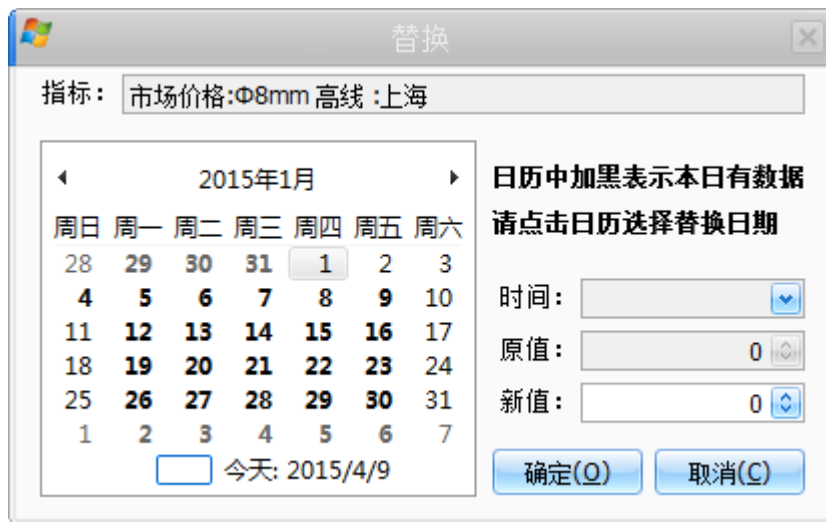 替换
指标： 市场价格:Φ8mm 高线 :上海
2015年1月
周日 周一 周二 周三 周四 周五 周六
28 29 30 31 1 2 3
4 5 6 7 8 9 10
11 12 13 14 15 16 17
18 19 20 21 22 23 24
25 26 27 28 29 30 31
1 2 3 4 5 6 7
今天: 2015/4/9
日历中加黑表示本日有数据
请点击日历选择替换日期
时间：
原值： 0
新值： 0
确定(O) 取消(C)